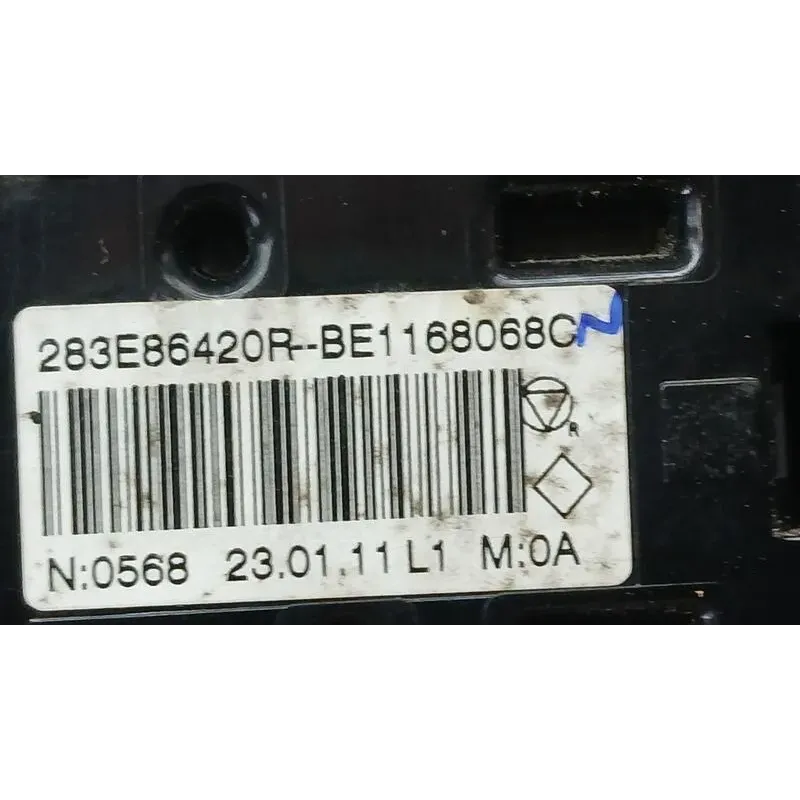 283E86420R--BE1168068C
R
N:0568 23.01.11 L1 M:0A